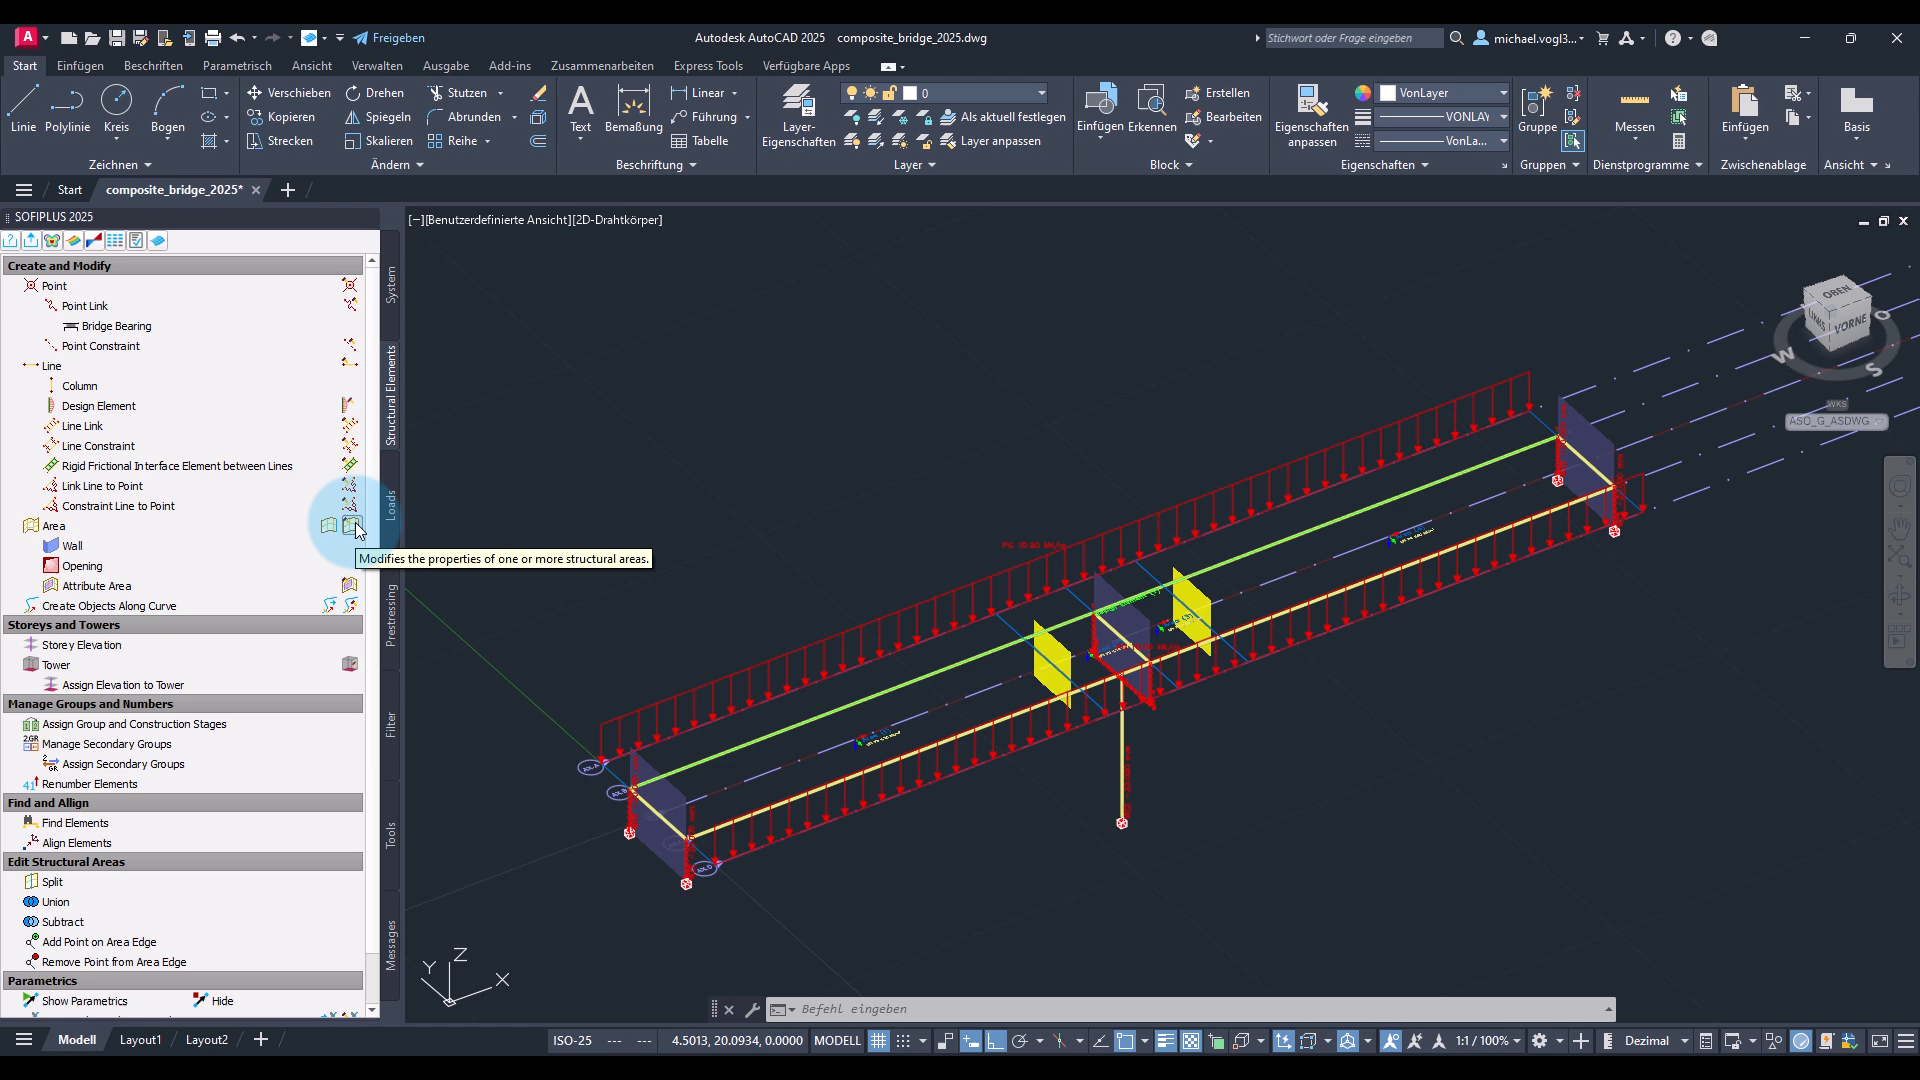 Freigeben
Autodesk AutoCAD 2025 composite_bridge_2025.dwg
Stichwort oder Frage eingeben
michael.vogl3...
Start Einfügen Beschriften Parametrisch Ansicht Verwalten Ausgabe Add-ins Zusammenarbeiten Express Tools Verfügbare Apps
Linie Polylinie Kreis Bogen
Zeichnen
Verschieben Drehen Stutzen
Kopieren Spiegeln Abrunden
Strecken Skalieren Reihe
Ändern
Text Bemaßung
Linear
Führung
Tabelle
Beschriftung
Layer-Eigenschaften
0
Als aktuell festlegen
Layer anpassen
Layer
Einfügen Erkennen
Erstellen
Bearbeiten
Block
Eigenschaften anpassen
VonLayer
VONLAY
VonLa...
Eigenschaften
Gruppe
Gruppen
Messen
Dienstprogramme
Einfügen
Zwischenablage
Basis
Ansicht
Start composite_bridge_2025*
SOFIPLUS 2025
Create and Modify
Point
Point Link
Bridge Bearing
Point Constraint
Line
Column
Design Element
Line Link
Line Constraint
Rigid Frictional Interface Element between Lines
Link Line to Point
Constraint Line to Point
Area
Wall
Opening
Attribute Area
Create Objects Along Curve
Storeys and Towers
Storey Elevation
Tower
Assign Elevation to Tower
Manage Groups and Numbers
Assign Group and Construction Stages
Manage Secondary Groups
Assign Secondary Groups
Renumber Elements
Find and Allign
Find Elements
Align Elements
Edit Structural Areas
Split
Union
Subtract
Add Point on Area Edge
Remove Point from Area Edge
Parametrics
Show Parametrics Hide
System
Structural Elements
Loads
Prestressing
Filter
Tools
Messages
Modifies the properties of one or more structural areas.
[−][Benutzerdefinierte Ansicht][2D-Drahtkörper]
OBEN
LINKS VORNE
W S O
WKS
ASO_G_ASDWG
Z
Y
X
Befehl eingeben
Modell Layout1 Layout2
ISO-25 --- --- 4.5013, 20.0934, 0.0000 MODELL
1:1 / 100%
Dezimal